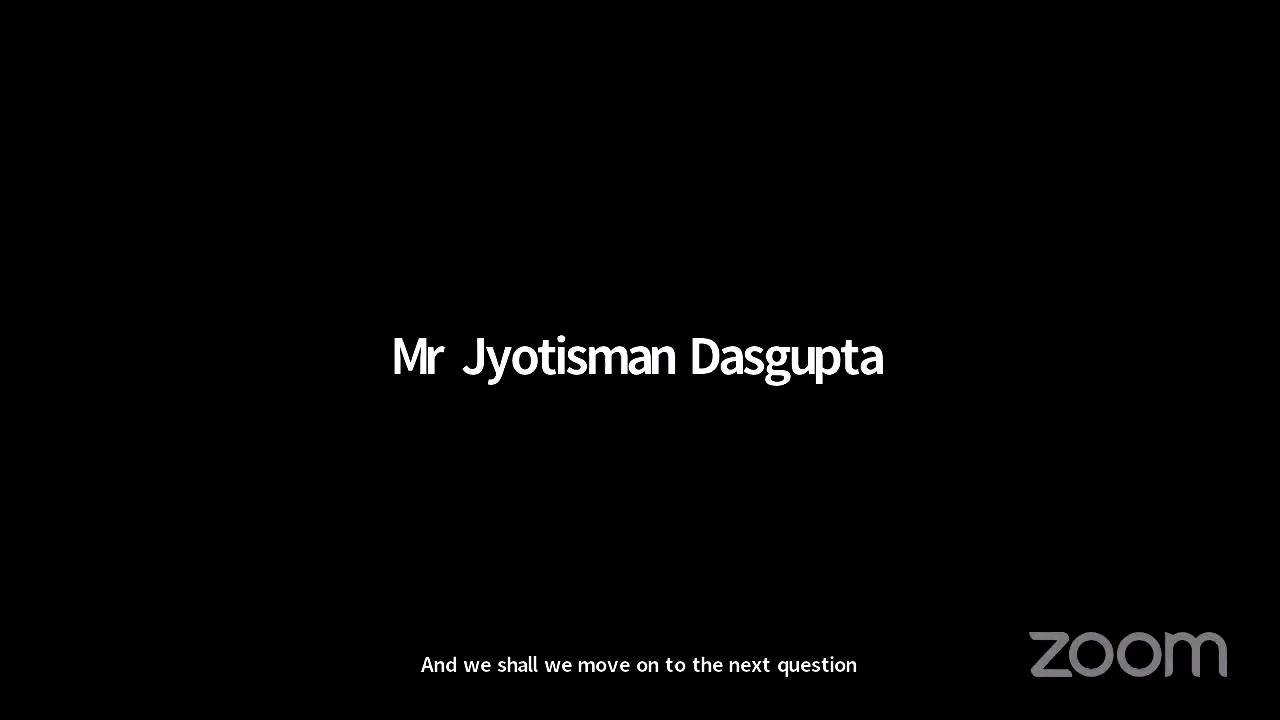 Mr Jyotisman Dasgupta
And we shall we move on to the next question
zoom